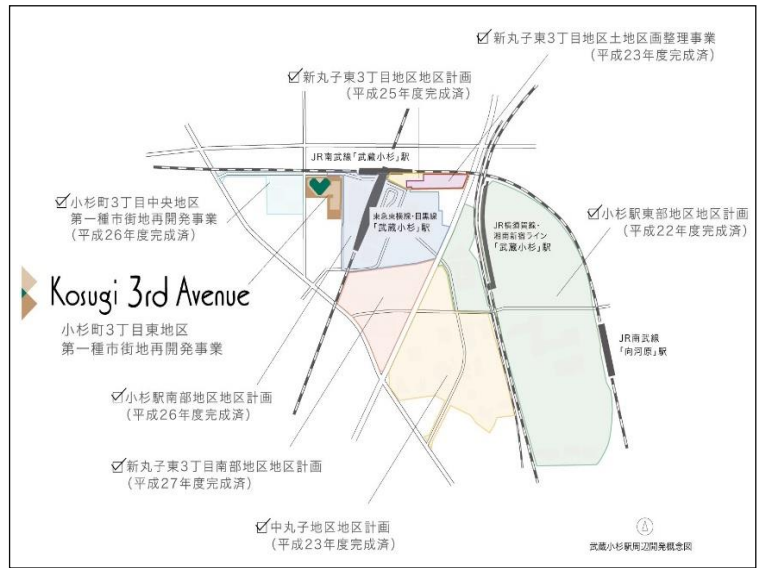 ☑新丸子東3丁目地区土地区画整理事業
(平成23年度完成済)
☑新丸子東3丁目地区地区計画
(平成25年度完成済)
JR南武線「武蔵小杉」駅
☑小杉町3丁目中央地区
第一種市街地再開発事業
(平成26年度完成済)
東急東横線・目黒線
「武蔵小杉」駅
JR横須賀線・
湘南新宿ライン
「武蔵小杉」駅
☑小杉駅東部地区地区計画
(平成22年度完成済)
Kosugi 3rd Avenue
小杉町3丁目東地区
第一種市街地再開発事業
JR南武線
「向河原」駅
☑小杉駅南部地区地区計画
(平成26年度完成済)
☑新丸子東3丁目南部地区地区計画
(平成27年度完成済)
☑中丸子地区地区計画
(平成23年度完成済)
武蔵小杉駅周辺開発概念図